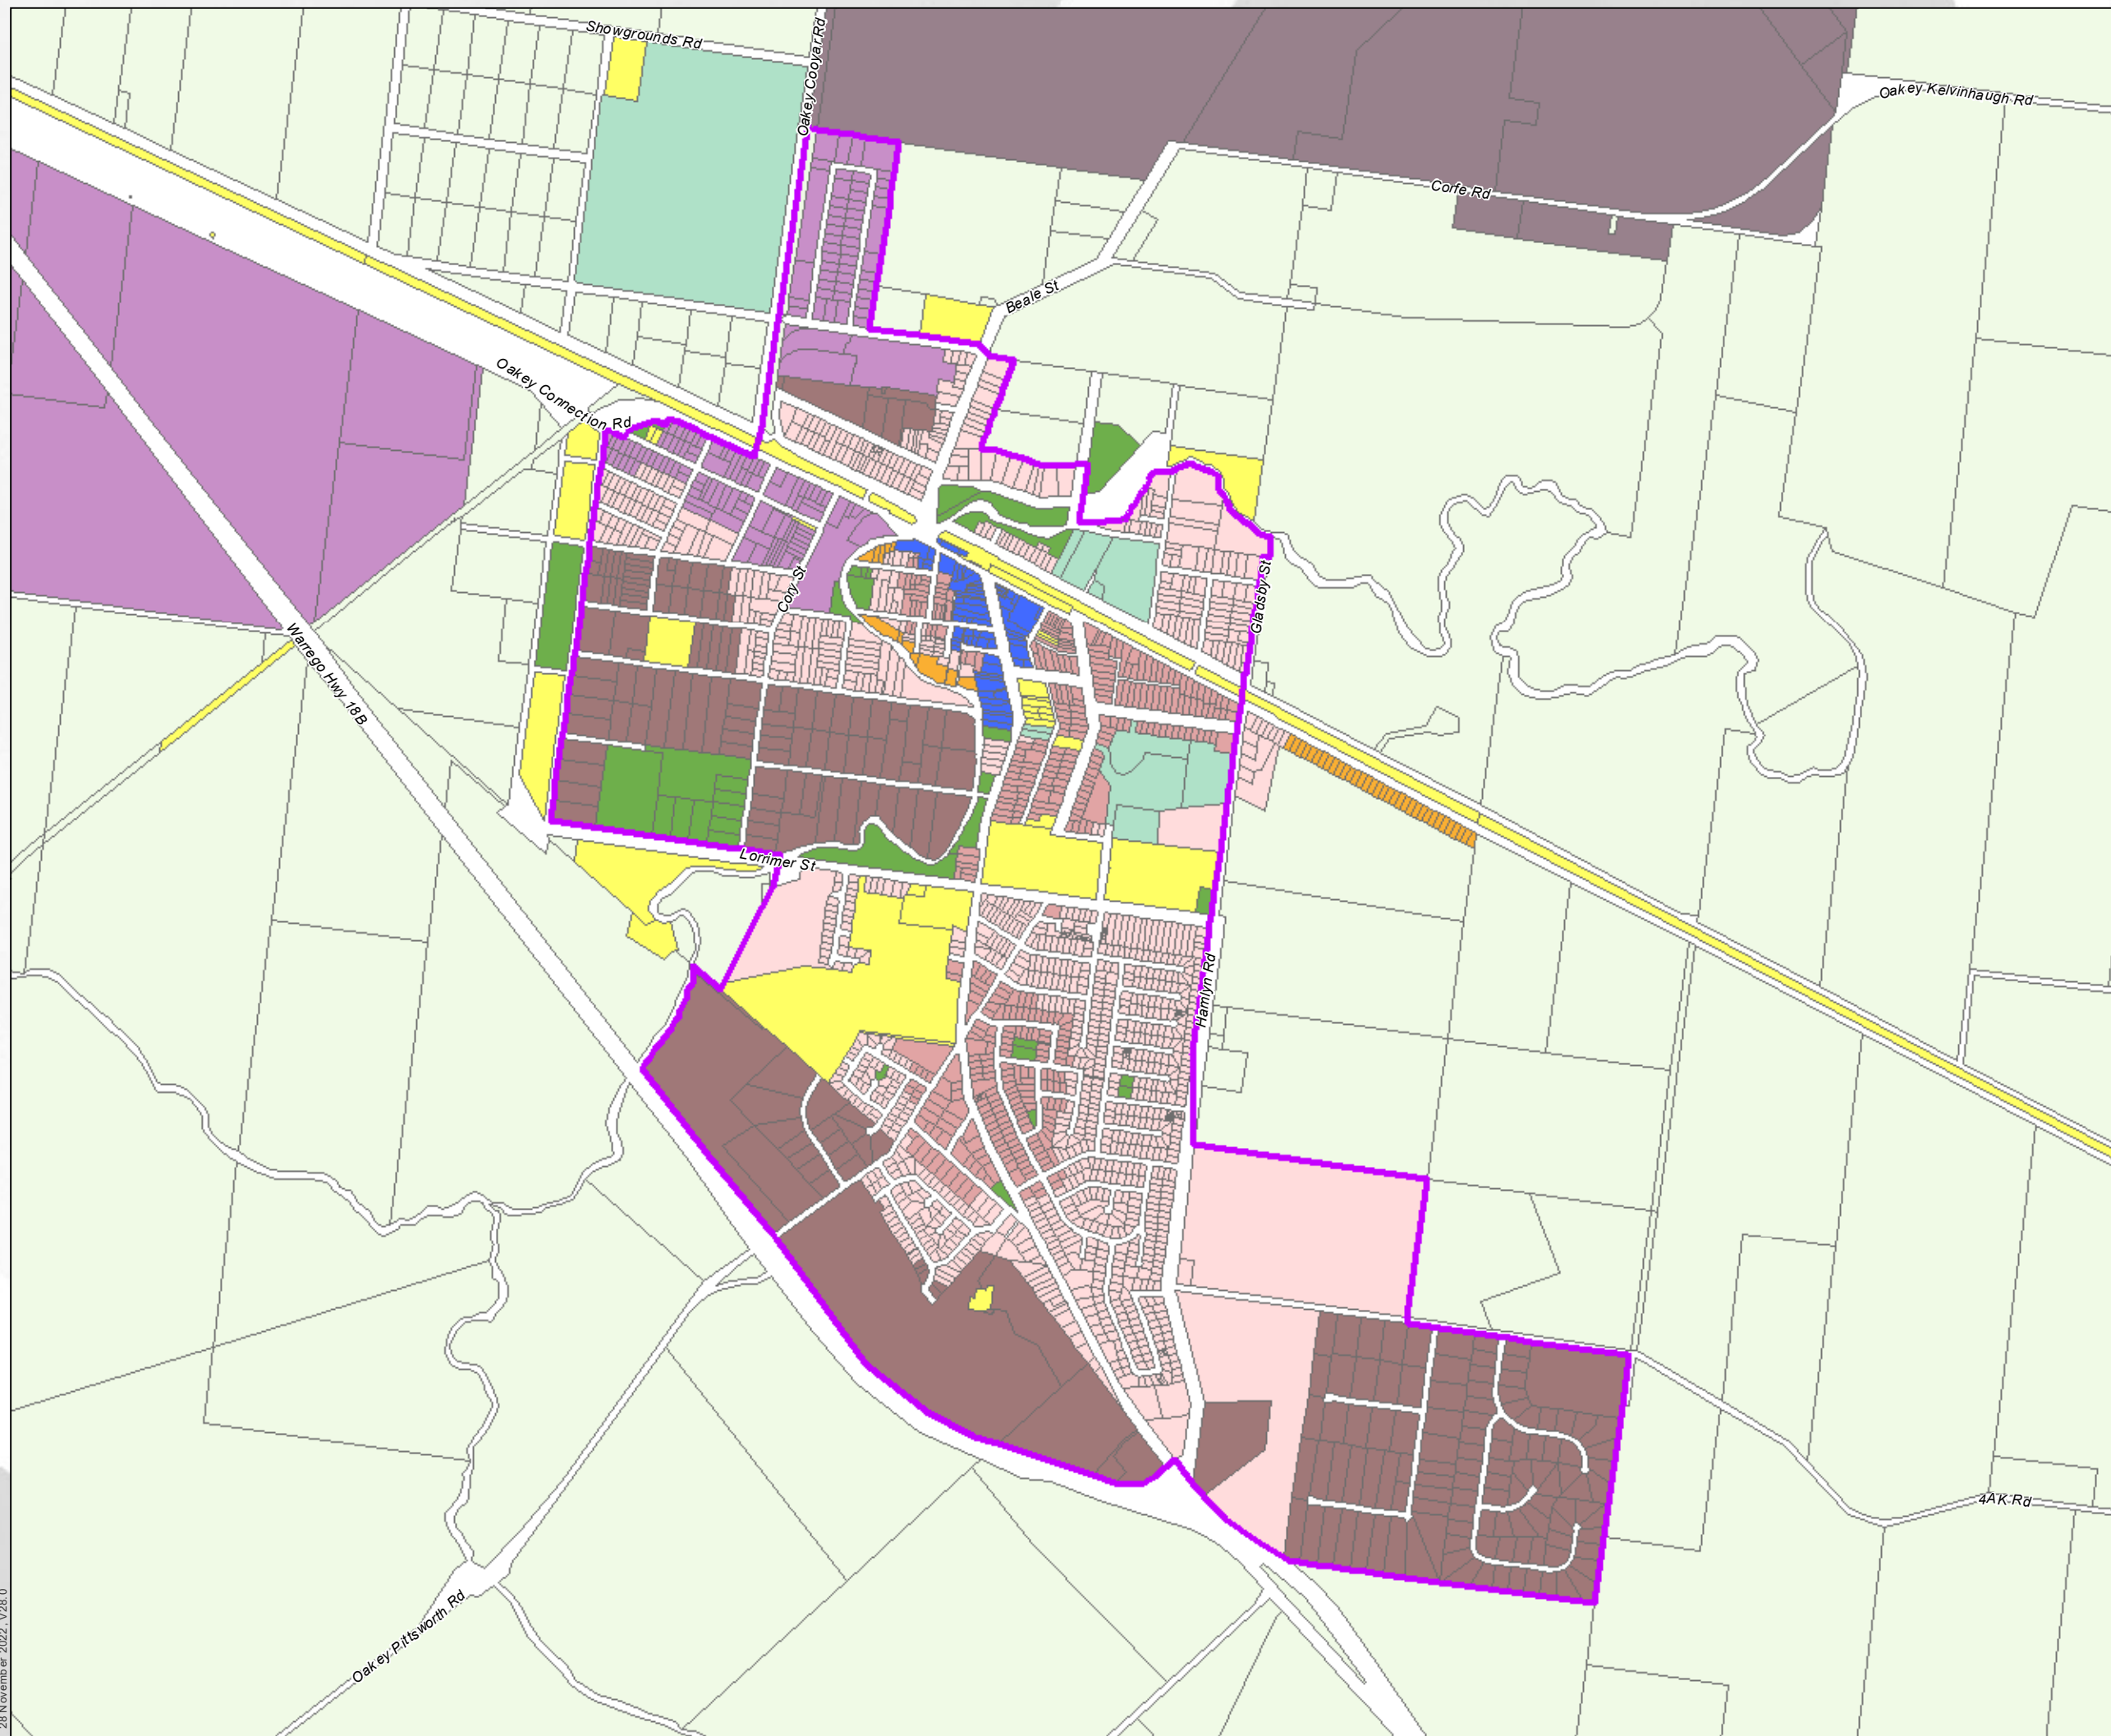 Showgrounds Rd
Oakey Cooyar Rd
Oakey Kelvinhaugh Rd
Corfe Rd
Beale St
Oakey Connection Rd
Cory St
Gladsby St
Warrego Hwy 18B
Lorrimer St
Hamlyn Rd
4AK Rd
Oakey Pittsworth Rd
28 November 2022. V28.0